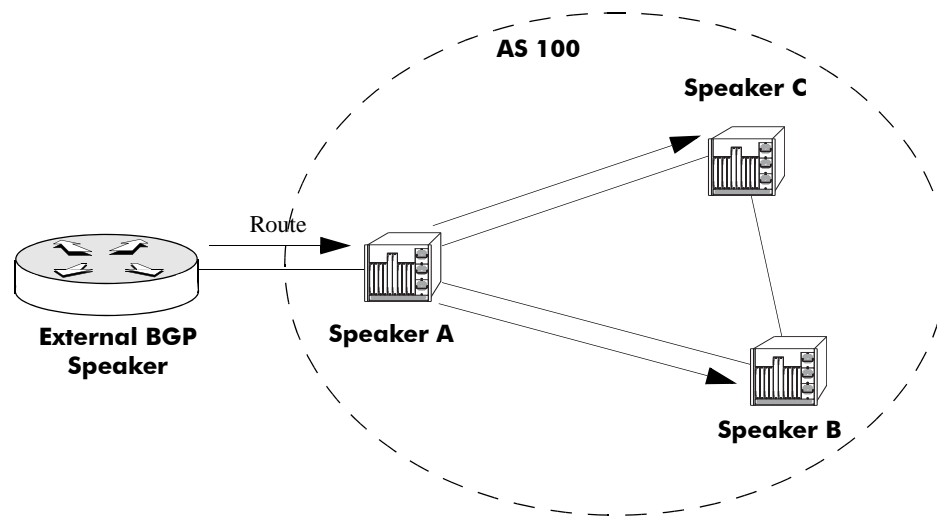 AS 100
Speaker C
Route
External BGP
Speaker
Speaker A
Speaker B